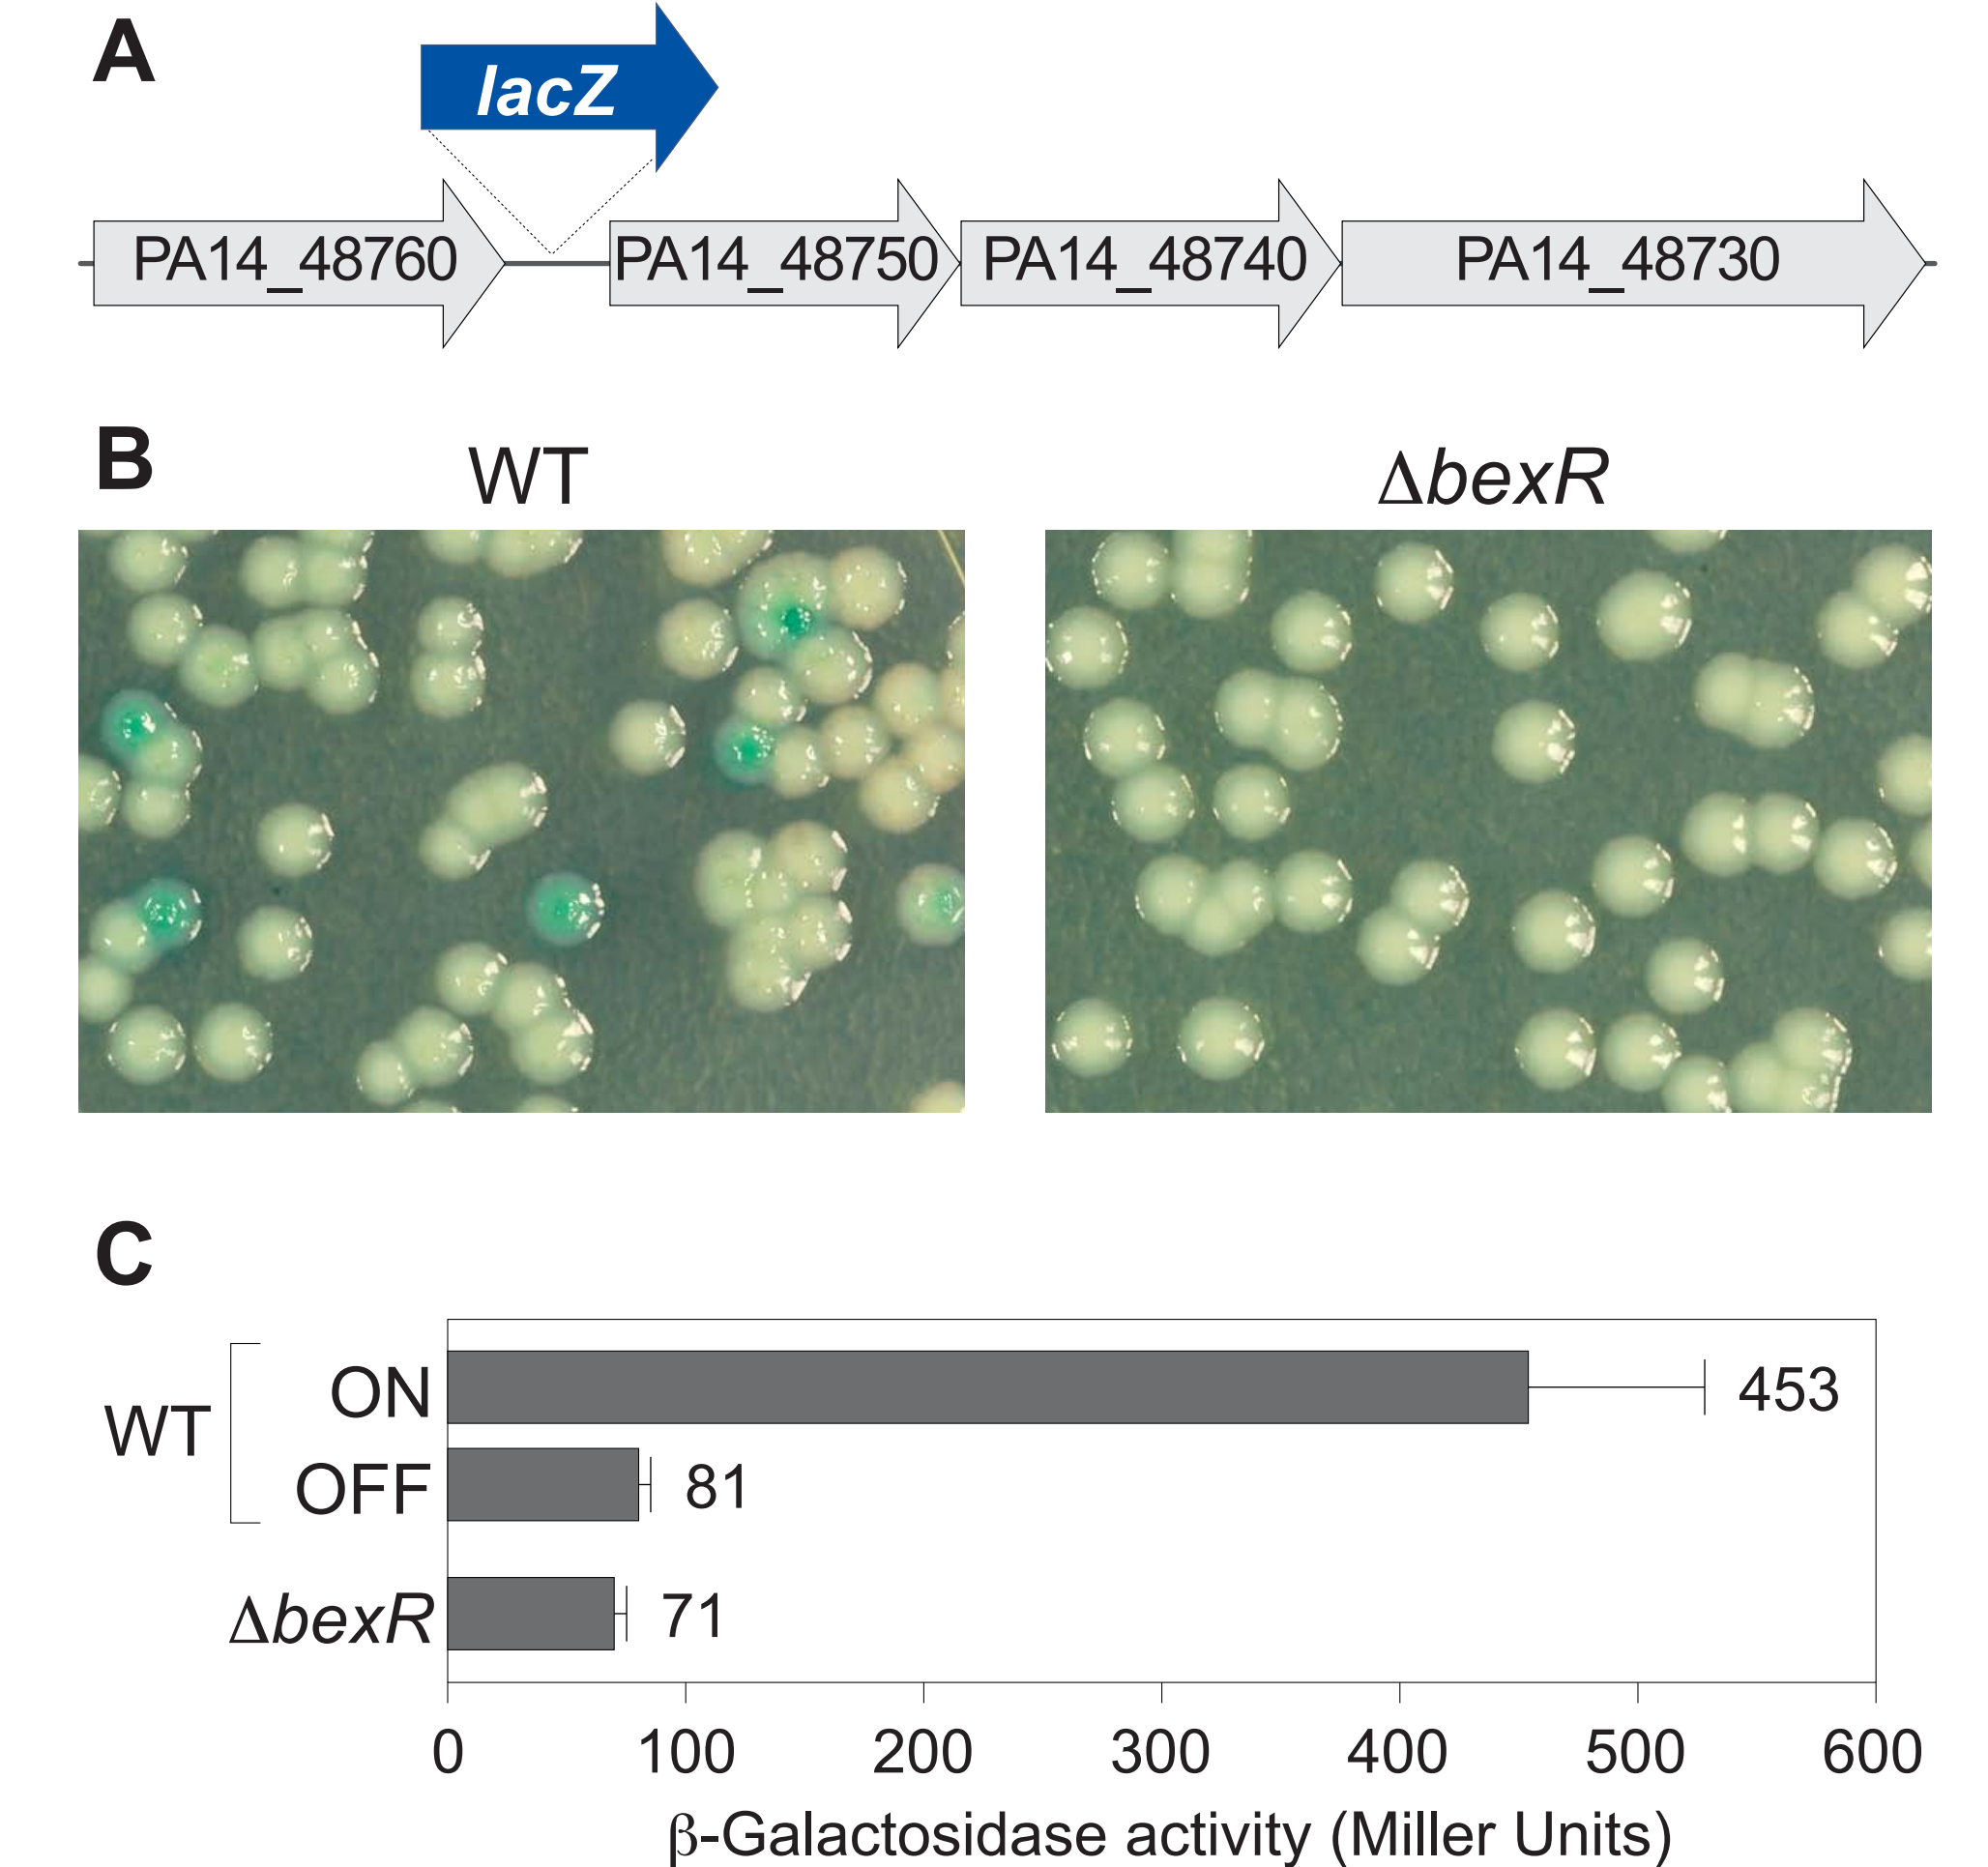 A
lacZ
PA14_48760 PA14_48750 PA14_48740 PA14_48730
B
WT ΔbexR
C
WT
ON 453
OFF 81
ΔbexR 71
0 100 200 300 400 500 600
β-Galactosidase activity (Miller Units)